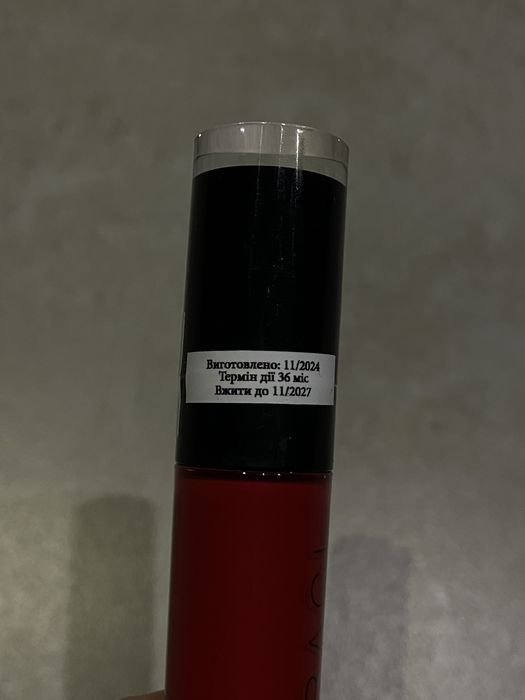 Виготовлено: 11/2024
Термін дії 36 міс
Вжити до 11/2027